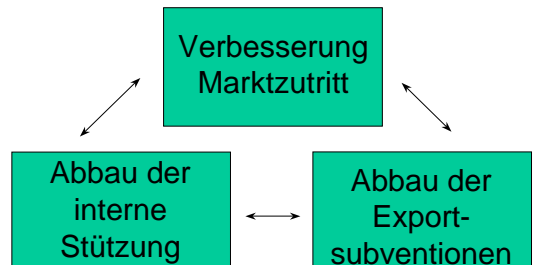 Verbesserung
Marktzutritt
Abbau der
interne
Stützung
Abbau der
Export-
subventionen